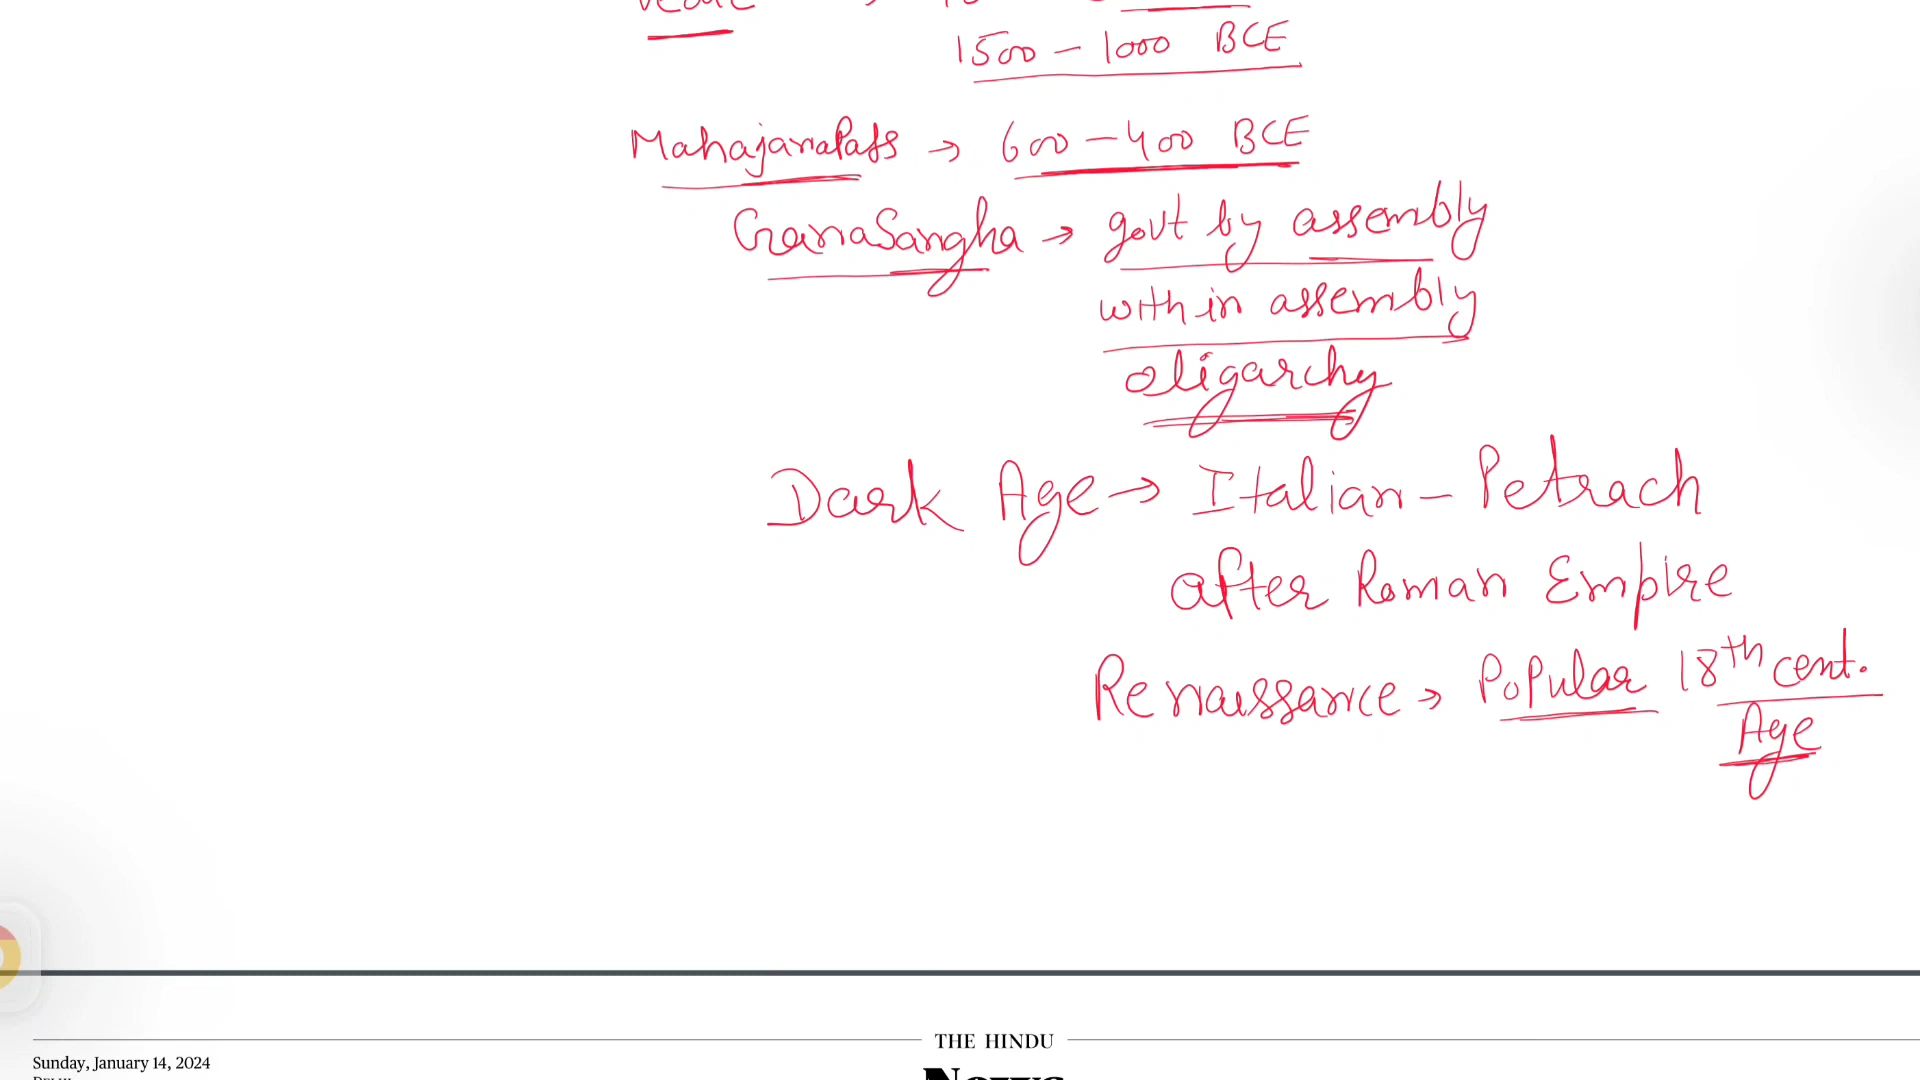 1500 – 1000 BCE
Mahajanapats → 600 – 400 BCE
GanaSangha → govt by assembly
with in assembly
oligarchy
Dark Age → Italian – Petrach
after Roman Empire
Renaissance → Popular 18th cent.
Age
THE HINDU
Sunday, January 14, 2024